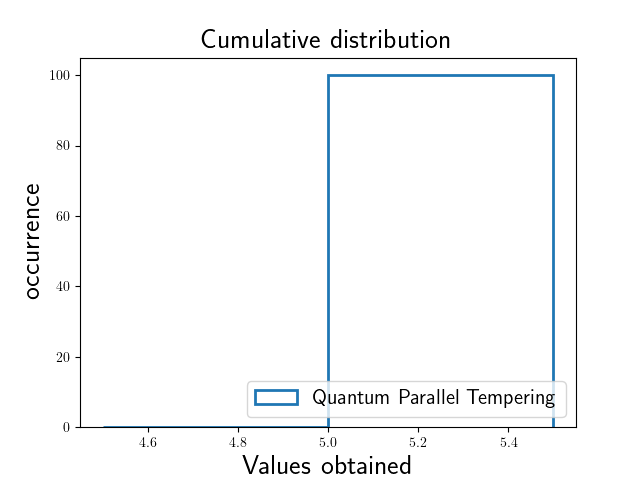 Cumulative distribution
occurrence
100
80
60
40
20
0
Quantum Parallel Tempering
4.6 4.8 5.0 5.2 5.4
Values obtained